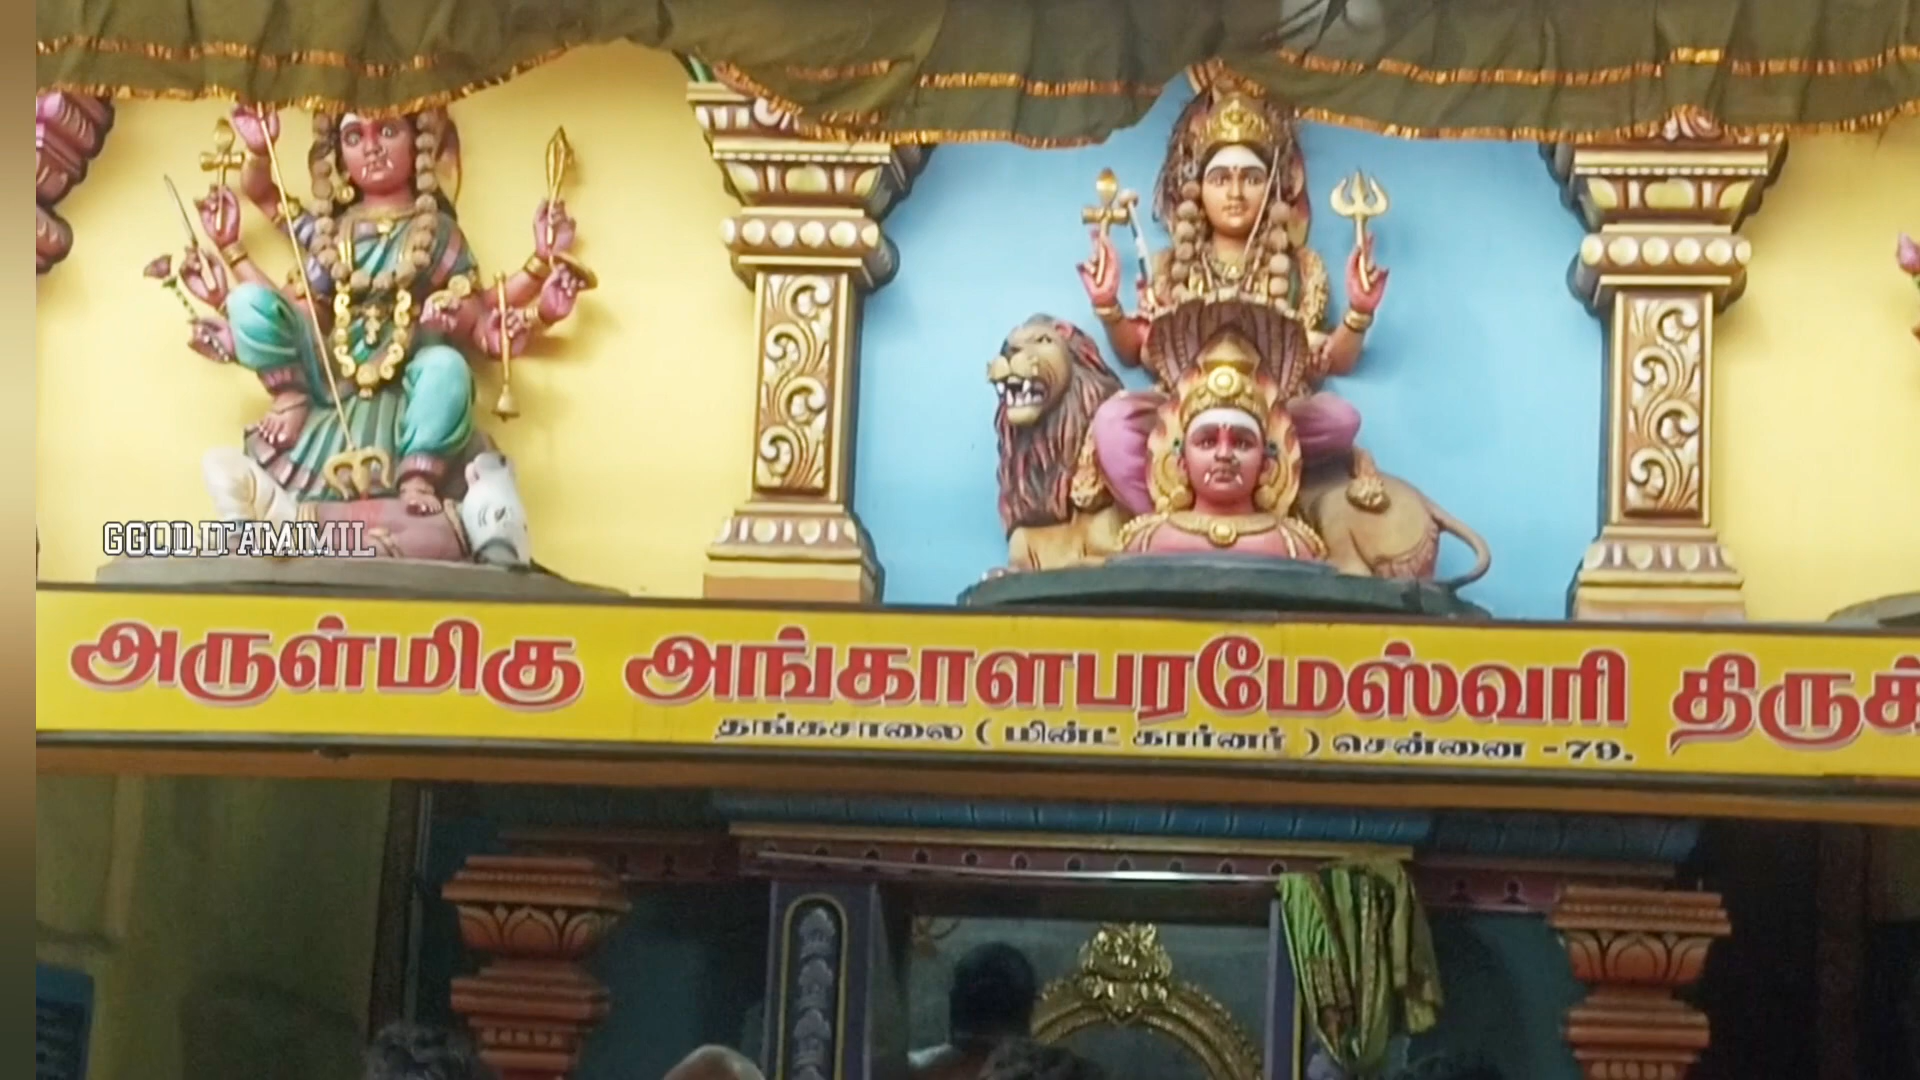 அருள்மிகு அங்காளபரமேஸ்வரி
தங்கசாலை ( மின்ட் கார்னர் ) சென்னை - 79.